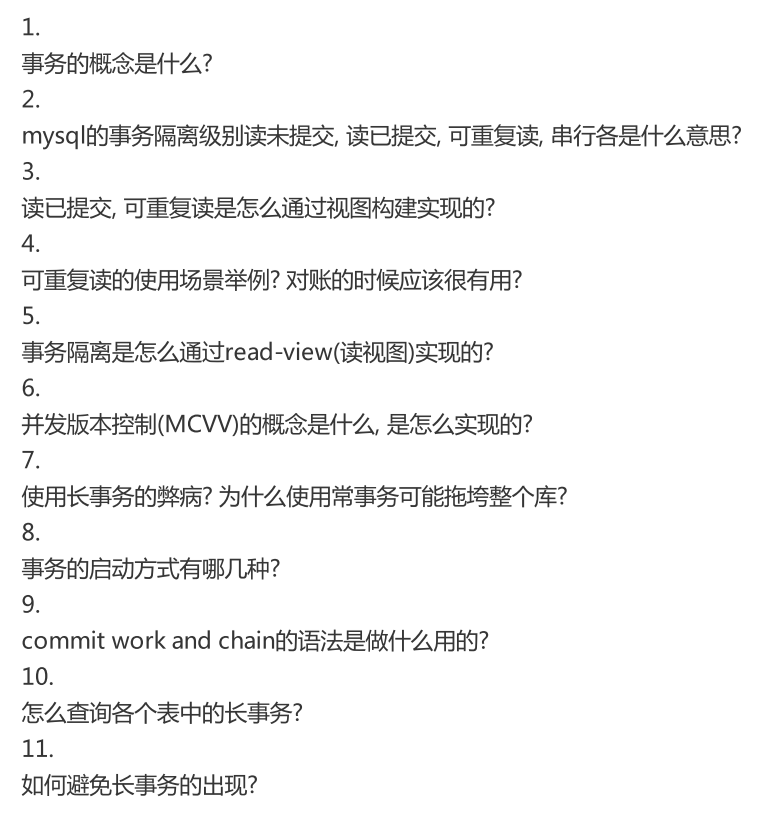 1.
事务的概念是什么?
2.
mysql的事务隔离级别读未提交, 读已提交, 可重复读, 串行各是什么意思?
3.
读已提交, 可重复读是怎么通过视图构建实现的?
4.
可重复读的使用场景举例? 对账的时候应该很有用?
5.
事务隔离是怎么通过read-view(读视图)实现的?
6.
并发版本控制(MCVV)的概念是什么, 是怎么实现的?
7.
使用长事务的弊病? 为什么使用常事务可能拖垮整个库?
8.
事务的启动方式有哪几种?
9.
commit work and chain的语法是做什么用的?
10.
怎么查询各个表中的长事务?
11.
如何避免长事务的出现?